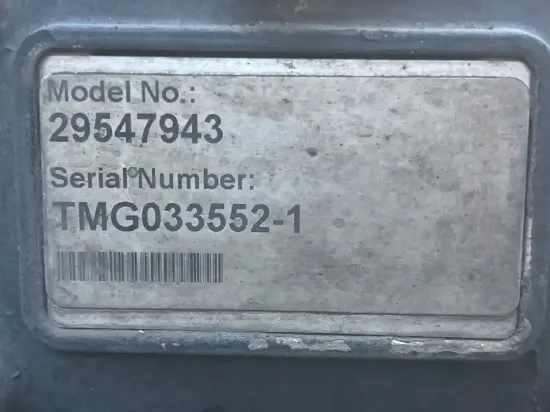 Model No.:
29547943
Serial Number:
TMG033552-1